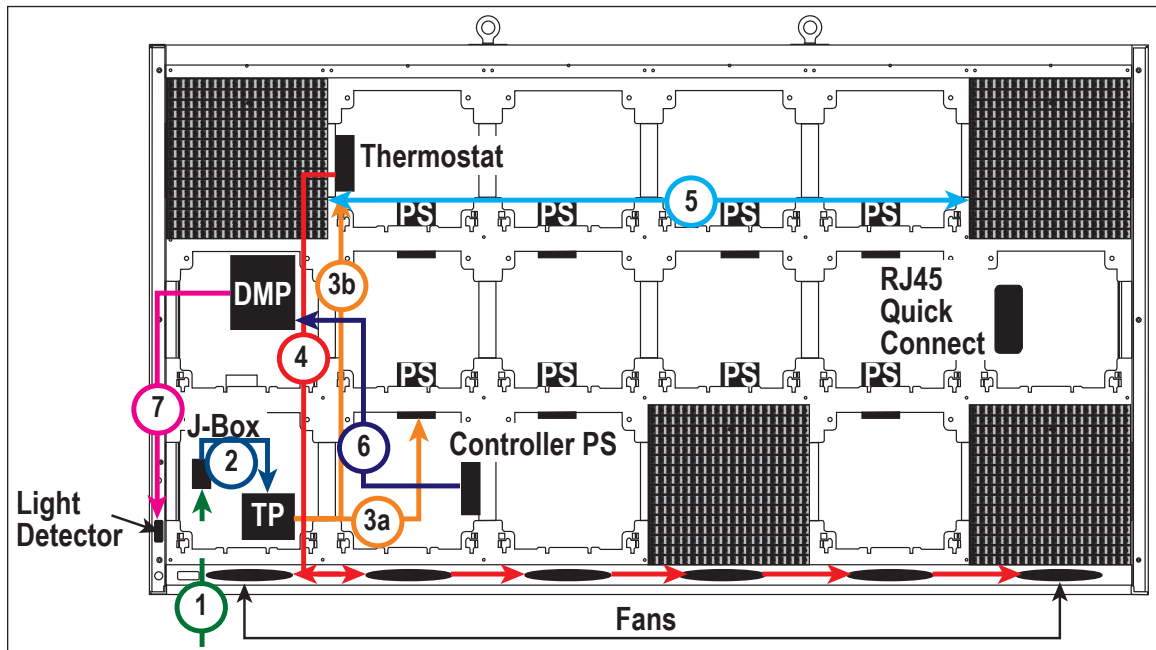 Thermostat
5
PS PS PS PS
3b
DMP
RJ45
Quick
Connect
4
PS PS PS PS
7
J-Box
2
6
Controller PS
Light
Detector
TP
3a
1
Fans